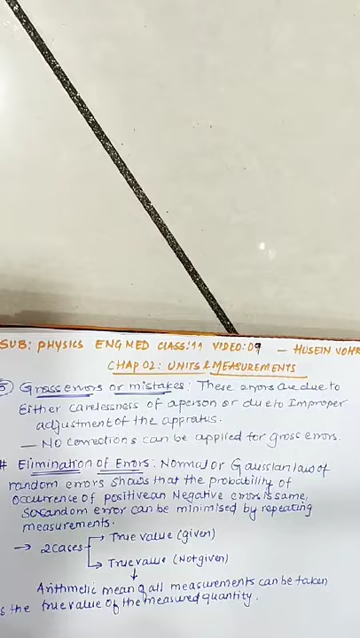 SUB: PHYSICS ENG MED CLASS:11 VIDEO:09 - HUSEIN VOHR
CHAP 02: UNITS & MEASUREMENTS
5) Gross errors or mistakes: These errors are due to
Either carelessness of a person or due to Improper
adjustment of the appratus.
- No corrections can be applied for gross errors.
# Elimination of Errors: Normal or Gaussian law of
random errors shows that the probability of
occurrence of positive an Negative error is same,
So random error can be minimised by repeating
measurements.
→ 2 cases → True value (given)
→ True value (Not given)
↓
Arithmetic mean of all measurements can be taken
as the true value of the measured quantity.